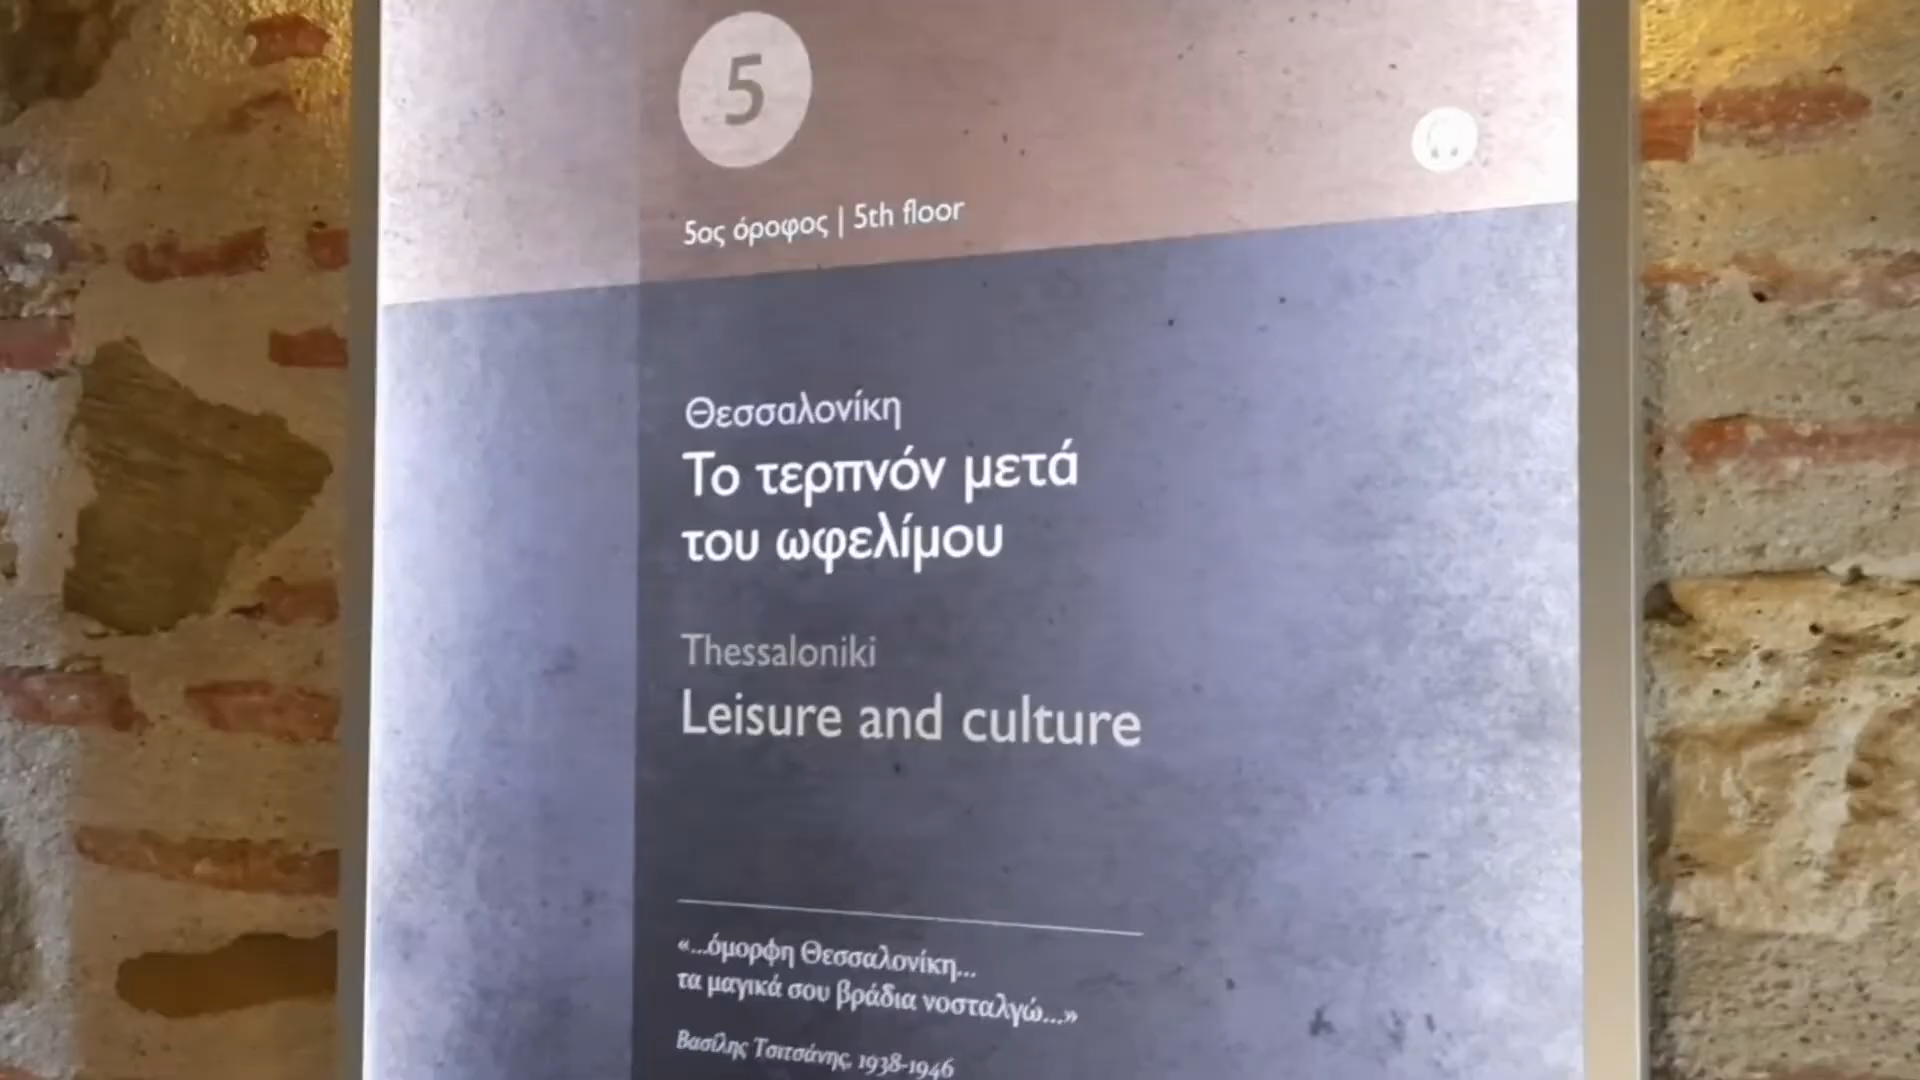 5
5ος όροφος | 5th floor
Θεσσαλονίκη
Το τερπνόν μετά
του ωφελίμου
Thessaloniki
Leisure and culture
«...όμορφη Θεσσαλονίκη...
τα μαγικά σου βράδια νοσταλγώ...»
Βασίλης Τσιτσάνης, 1938-1946